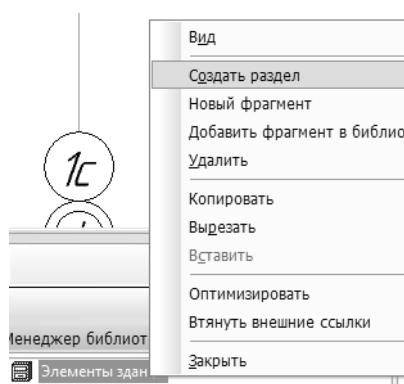 Вид
Создать раздел
Новый фрагмент
Добавить фрагмент в библио
Удалить
1с
Копировать
Вырезать
Вставить
Оптимизировать
Втянуть внешние ссылки
Менеджер библиот
Закрыть
Элементы здан